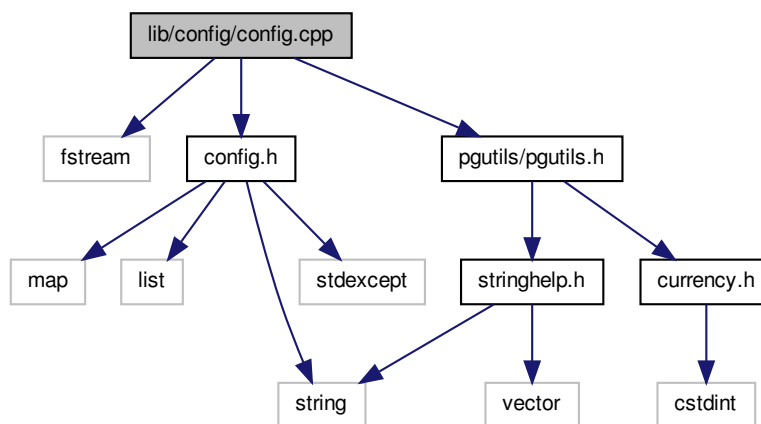 lib/config/config.cpp
fstream
config.h
pgutils/pgutils.h
map
list
stdexcept
stringhelp.h
currency.h
string
vector
cstdint